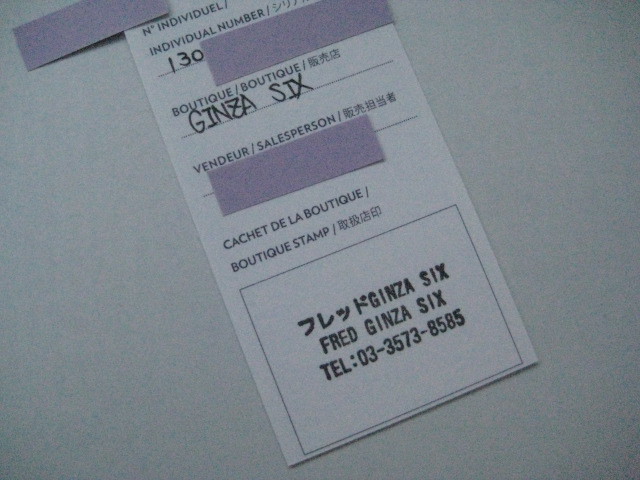 N° INDIVIDUEL /
INDIVIDUAL NUMBER / シリアル
130
BOUTIQUE / BOUTIQUE / 販売店
GINZA SIX
VENDEUR / SALESPERSON / 販売担当者
CACHET DE LA BOUTIQUE /
BOUTIQUE STAMP / 取扱店印
フレッドGINZA SIX
FRED GINZA SIX
TEL:03-3573-8585